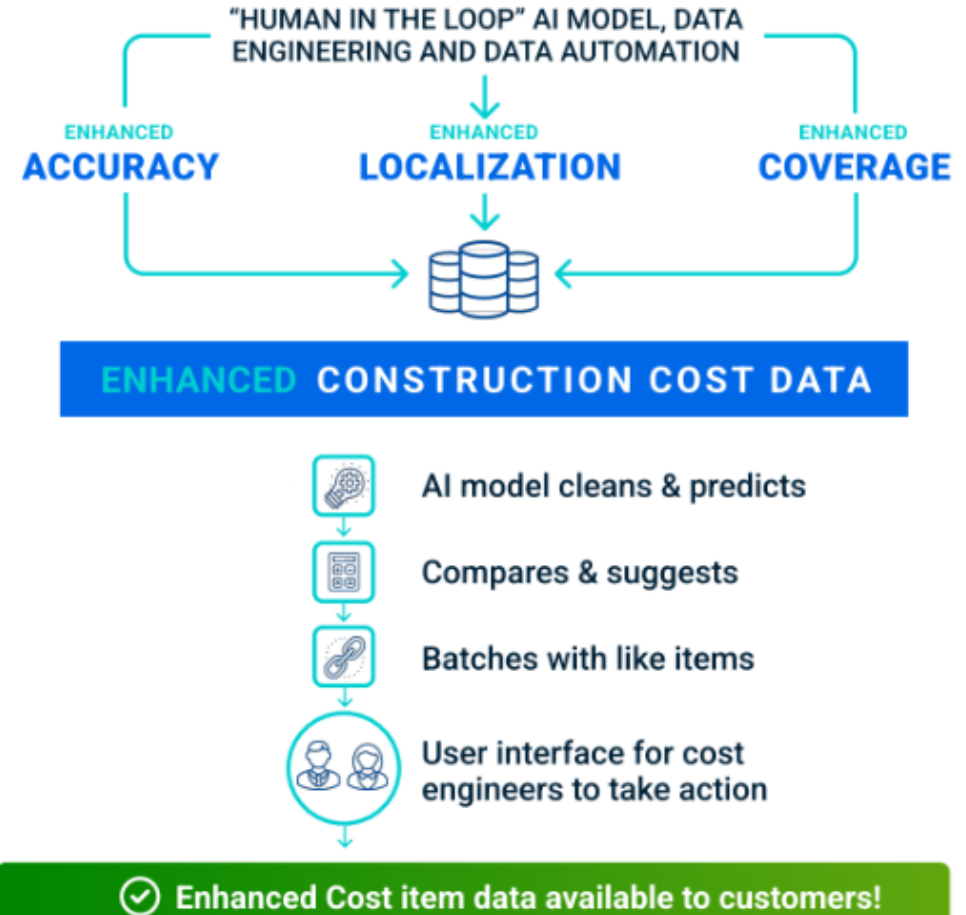 “HUMAN IN THE LOOP” AI MODEL, DATA
ENGINEERING AND DATA AUTOMATION
ENHANCED
ACCURACY
ENHANCED
LOCALIZATION
ENHANCED
COVERAGE
ENHANCED CONSTRUCTION COST DATA
AI model cleans & predicts
Compares & suggests
Batches with like items
User interface for cost
engineers to take action
Enhanced Cost item data available to customers!